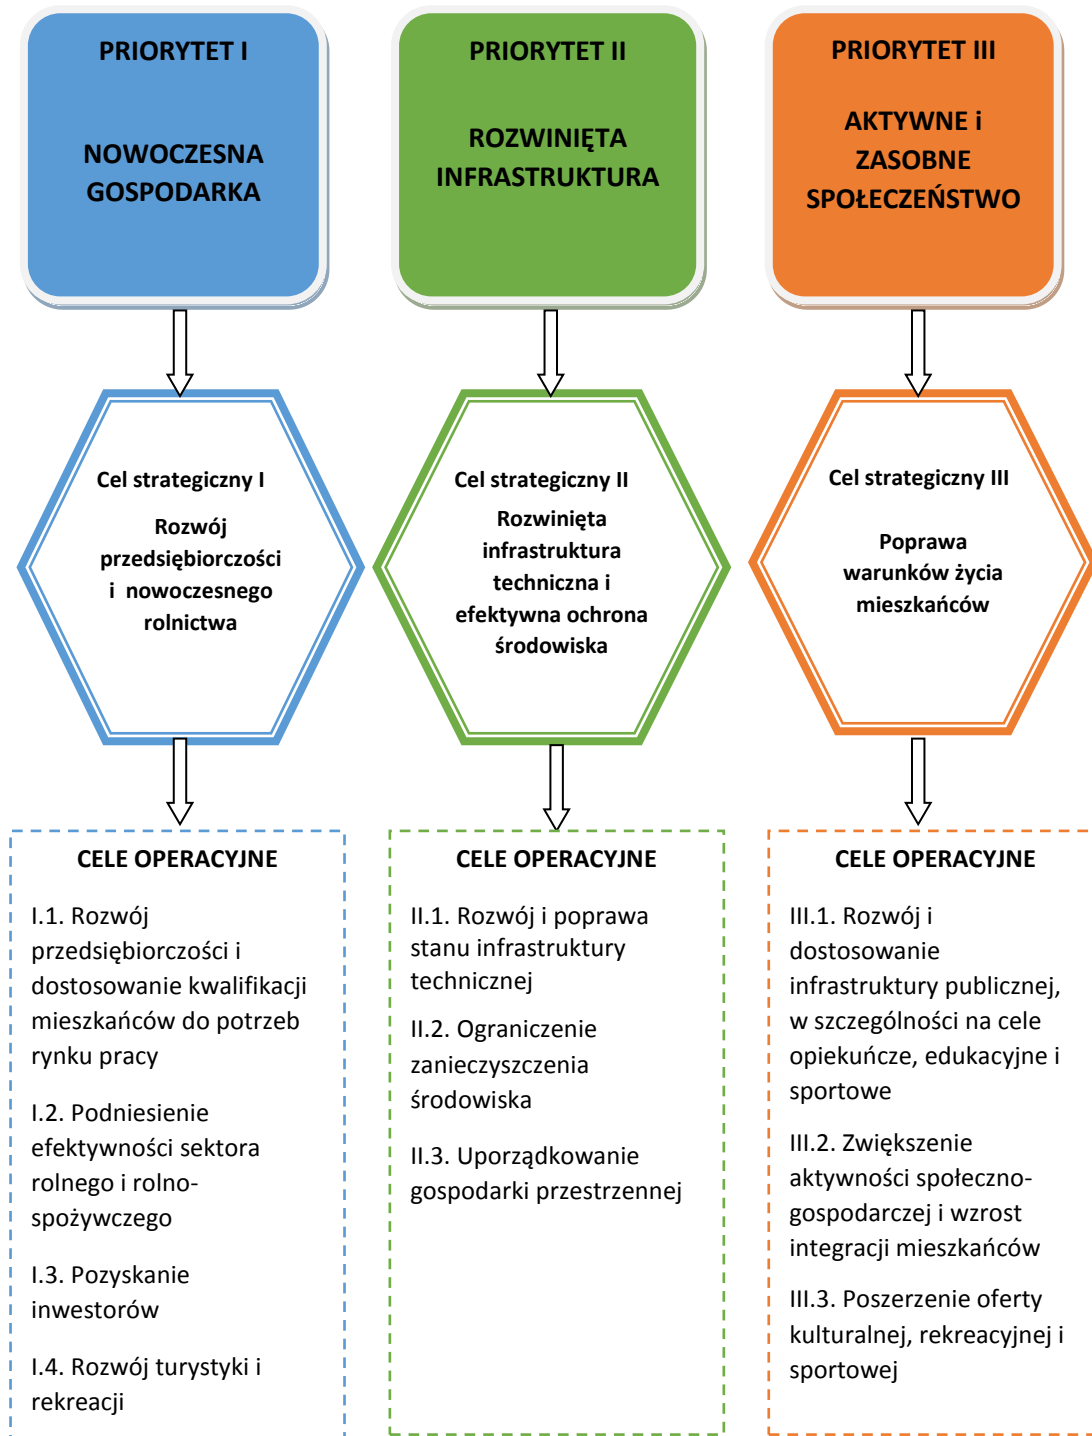 PRIORYTET I
NOWOCZESNA
GOSPODARKA
Cel strategiczny I
Rozwój
przedsiębiorczości
i nowoczesnego
rolnictwa
CELE OPERACYJNE
I.1. Rozwój
przedsiębiorczości i
dostosowanie kwalifikacji
mieszkańców do potrzeb
rynku pracy
I.2. Podniesienie
efektywności sektora
rolnego i rolno-
spożywczego
I.3. Pozyskanie
inwestorów
I.4. Rozwój turystyki i
rekreacji
PRIORYTET II
ROZWINIĘTA
INFRASTRUKTURA
Cel strategiczny II
Rozwinięta
infrastruktura
techniczna i
efektywna ochrona
środowiska
CELE OPERACYJNE
II.1. Rozwój i poprawa
stanu infrastruktury
technicznej
II.2. Ograniczenie
zanieczyszczenia
środowiska
II.3. Uporządkowanie
gospodarki przestrzennej
PRIORYTET III
AKTYWNE i
ZASOBNE
SPOŁECZEŃSTWO
Cel strategiczny III
Poprawa
warunków życia
mieszkańców
CELE OPERACYJNE
III.1. Rozwój i
dostosowanie
infrastruktury publicznej,
w szczególności na cele
opiekuńcze, edukacyjne i
sportowe
III.2. Zwiększenie
aktywności społeczno-
gospodarczej i wzrost
integracji mieszkańców
III.3. Poszerzenie oferty
kulturalnej, rekreacyjnej i
sportowej